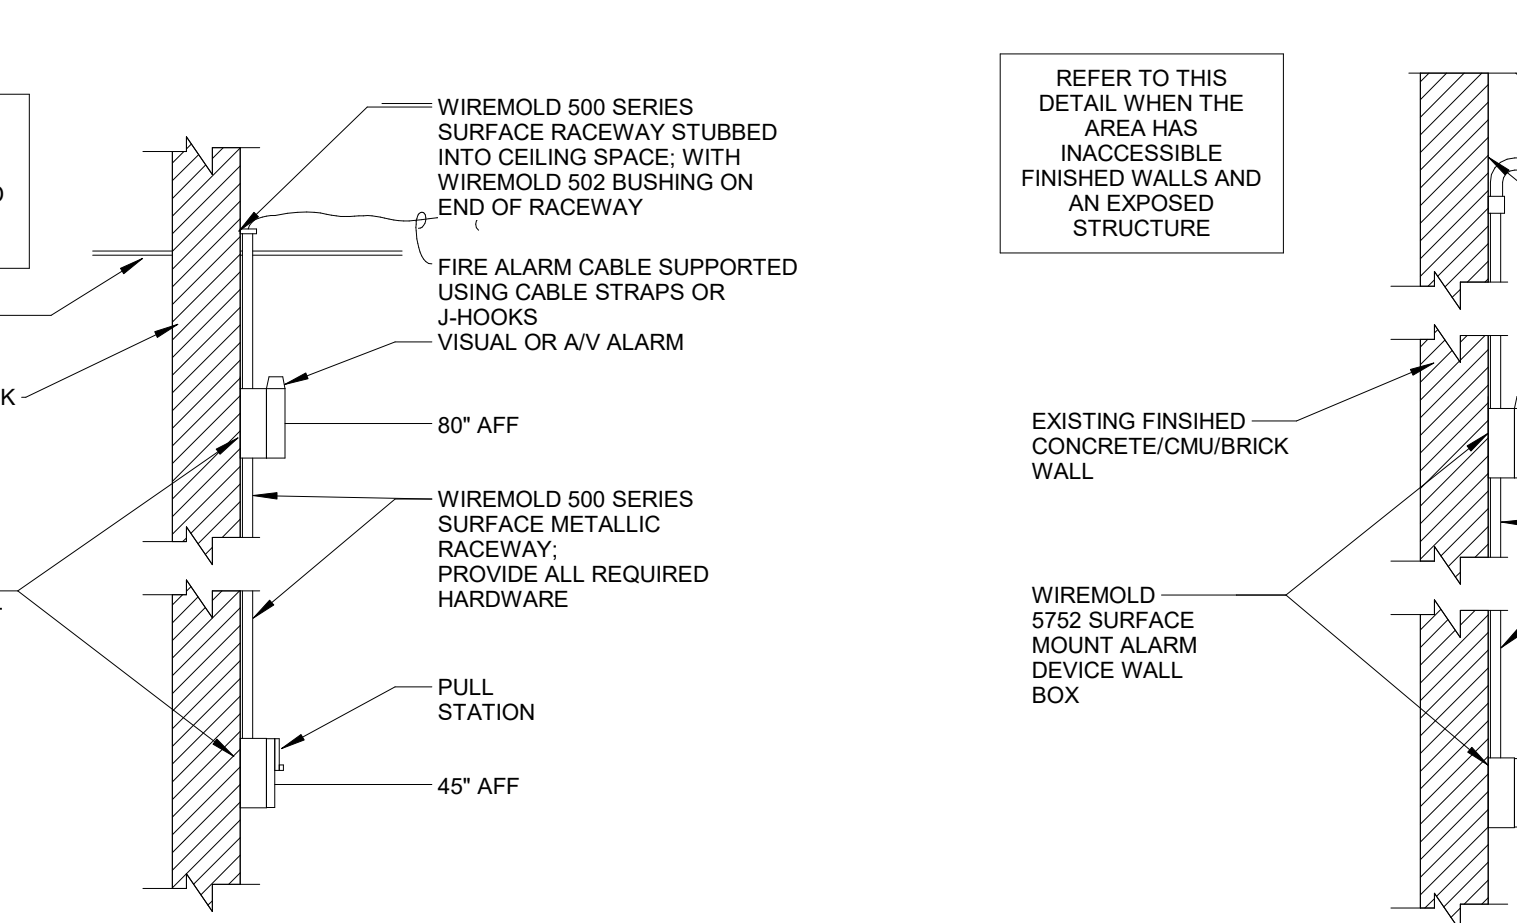 WIREMOLD 500 SERIES
SURFACE RACEWAY STUBBED
INTO CEILING SPACE; WITH
WIREMOLD 502 BUSHING ON
END OF RACEWAY
FIRE ALARM CABLE SUPPORTED
USING CABLE STRAPS OR
J-HOOKS
VISUAL OR A/V ALARM
K
80" AFF
WIREMOLD 500 SERIES
SURFACE METALLIC
RACEWAY;
PROVIDE ALL REQUIRED
HARDWARE
PULL
STATION
45" AFF
REFER TO THIS
DETAIL WHEN THE
AREA HAS
INACCESSIBLE
FINISHED WALLS AND
AN EXPOSED
STRUCTURE
EXISTING FINSIHED
CONCRETE/CMU/BRICK
WALL
WIREMOLD
5752 SURFACE
MOUNT ALARM
DEVICE WALL
BOX